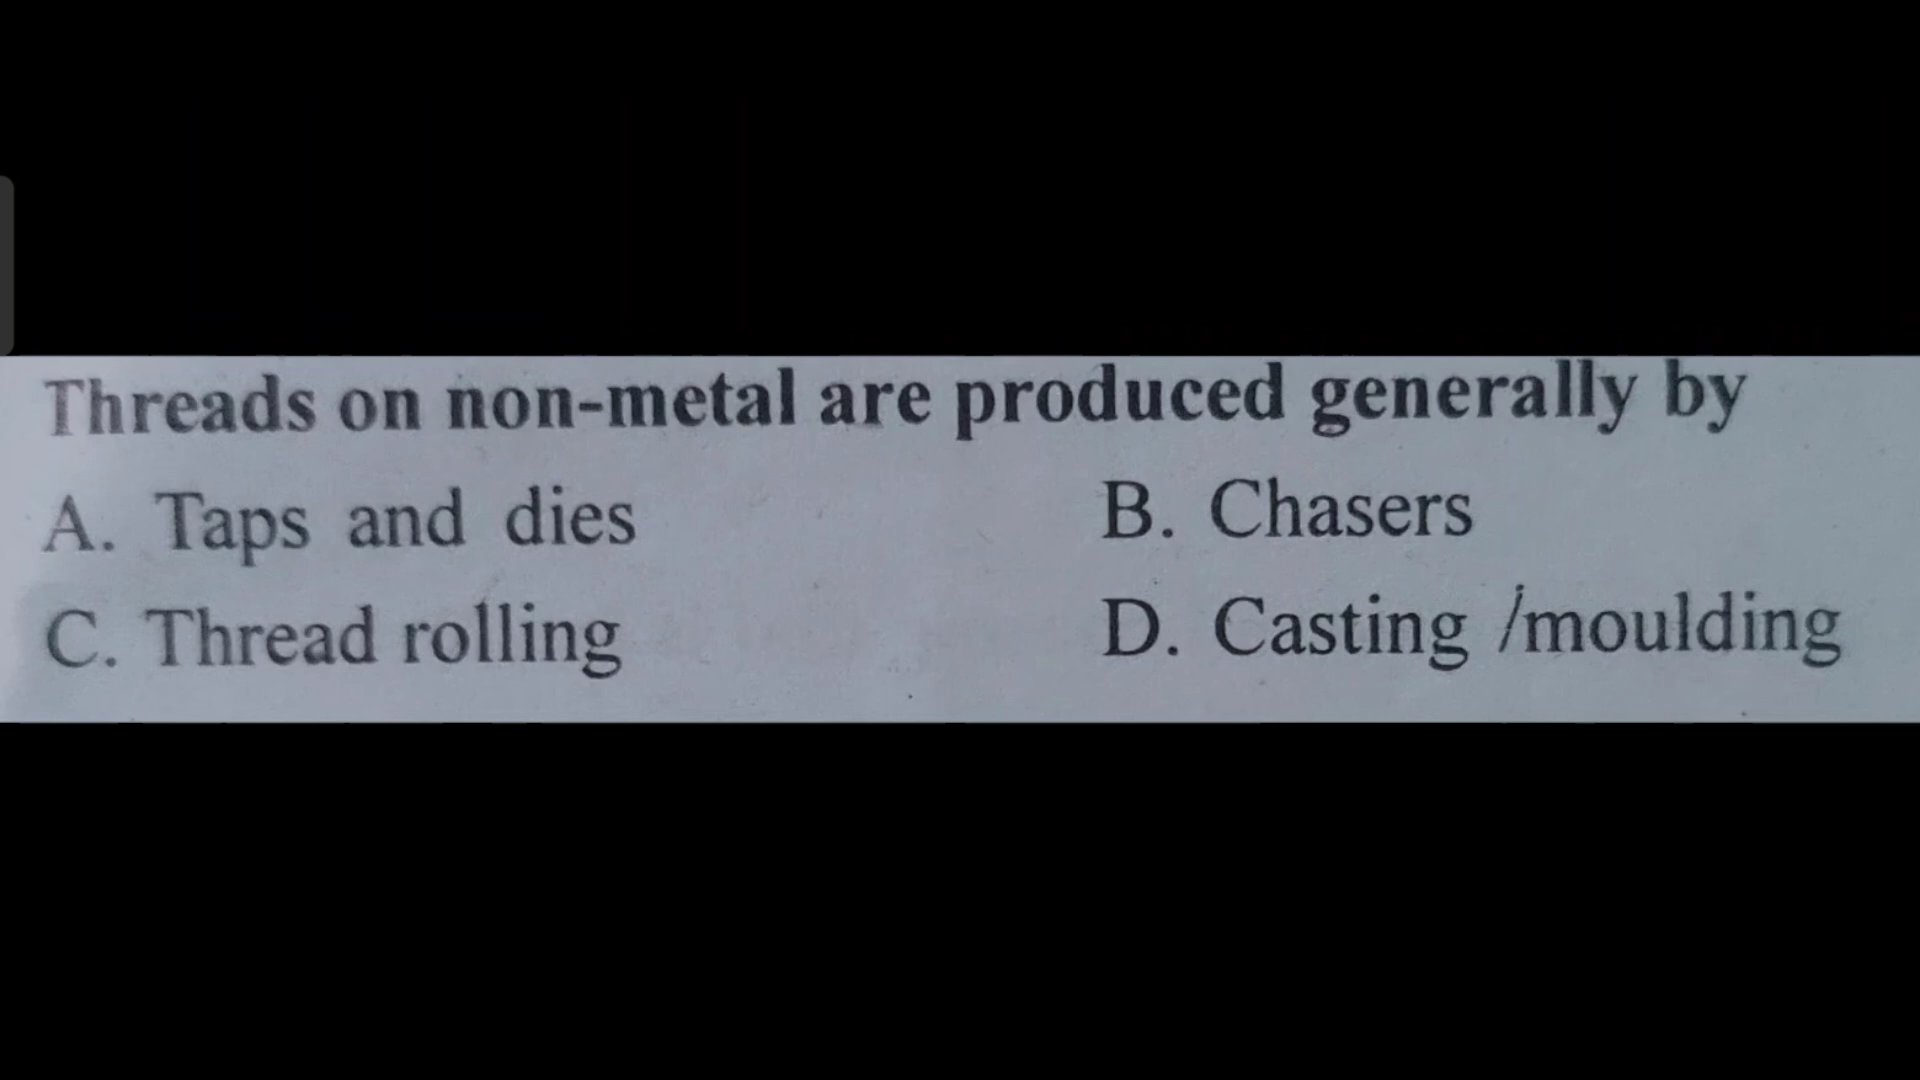 Threads on non-metal are produced generally by
A. Taps and dies B. Chasers
C. Thread rolling D. Casting /moulding